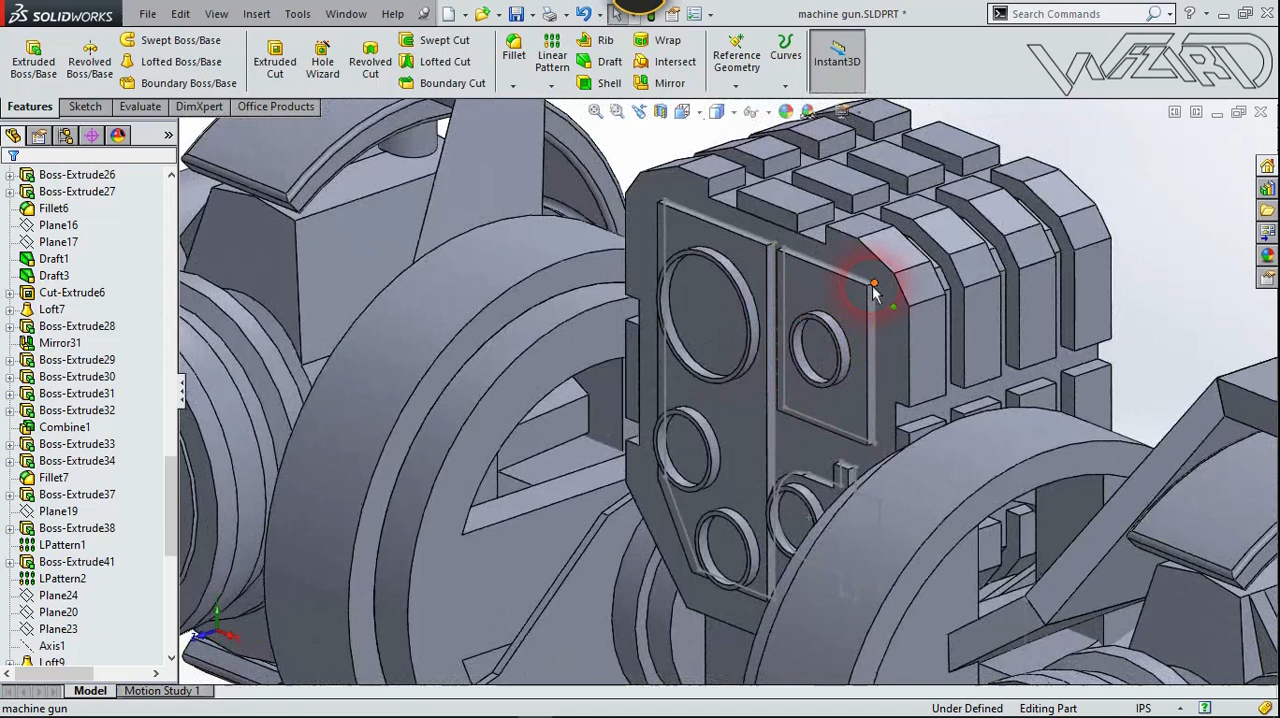 SOLIDWORKS File Edit View Insert Tools Window Help machine gun.SLDPRT * Search Commands
Extruded Boss/Base
Revolved Boss/Base
Swept Boss/Base
Lofted Boss/Base
Boundary Boss/Base
Extruded Cut
Hole Wizard
Revolved Cut
Swept Cut
Lofted Cut
Boundary Cut
Fillet
Linear Pattern
Rib
Draft
Shell
Wrap
Intersect
Mirror
Reference Geometry
Curves
Instant3D
WIZARD
Features Sketch Evaluate DimXpert Office Products
Boss-Extrude26
Boss-Extrude27
Fillet6
Plane16
Plane17
Draft1
Draft3
Cut-Extrude6
Loft7
Boss-Extrude28
Mirror31
Boss-Extrude29
Boss-Extrude30
Boss-Extrude31
Boss-Extrude32
Combine1
Boss-Extrude33
Boss-Extrude34
Fillet7
Boss-Extrude37
Plane19
Boss-Extrude38
LPattern1
Boss-Extrude41
LPattern2
Plane24
Plane20
Plane23
Axis1
Loft9
Model Motion Study 1
machine gun Under Defined Editing Part IPS